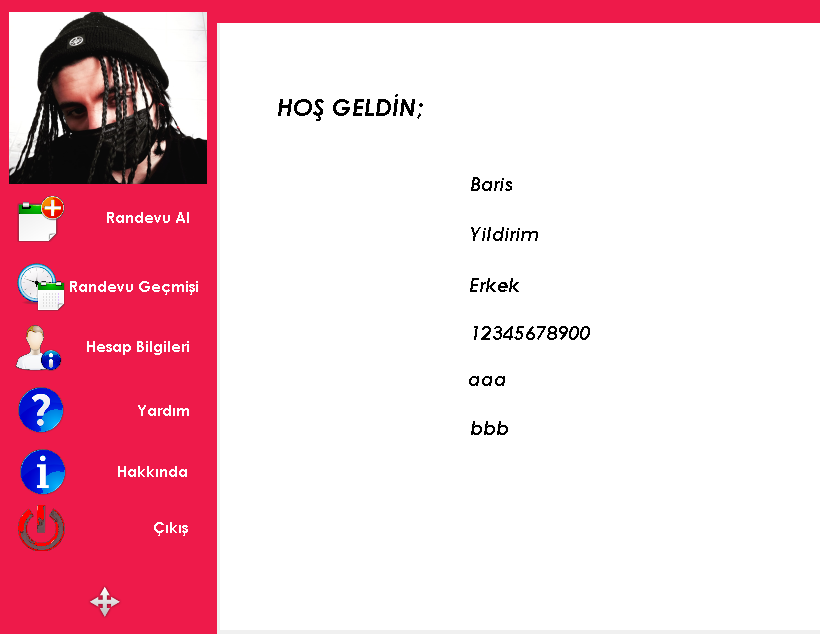 HOŞ GELDİN;
Baris
Yildirim
Erkek
12345678900
aaa
bbb
Randevu Al
Randevu Geçmişi
Hesap Bilgileri
Yardım
Hakkında
Çıkış